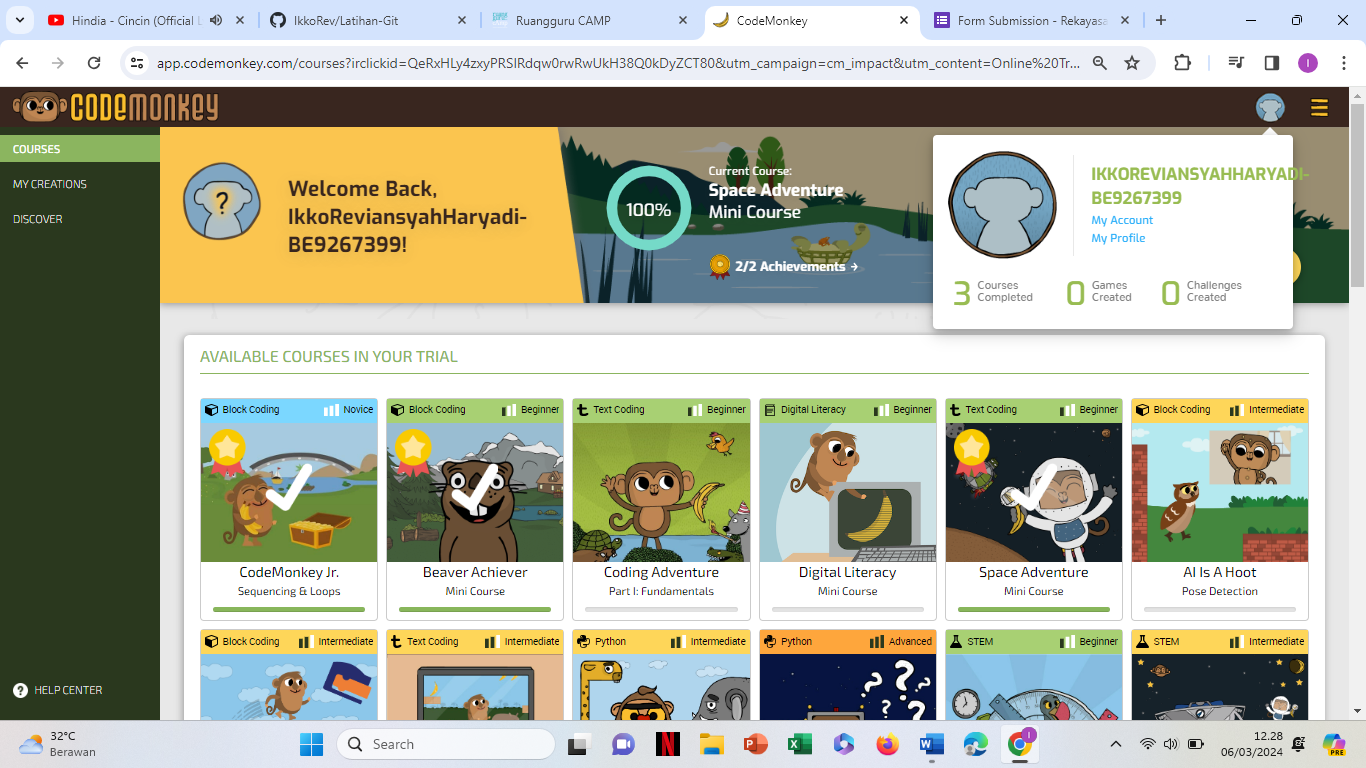 Hindia - Cincin (Official L
IkkoRev/Latihan-Git
Ruangguru CAMP
CodeMonkey
Form Submission - Rekayasa
app.codemonkey.com/courses?irclickid=QeRxHLy4zxyPRSIRdqw0rwRwUkH38Q0kDyZCT80&utm_campaign=cm_impact&utm_content=Online%20Tr...
I
CODEMONKEY
COURSES
MY CREATIONS
DISCOVER
HELP CENTER
?
Welcome Back,
IkkoReviansyahHaryadi-
BE9267399!
100%
Current Course:
Space Adventure
Mini Course
2/2 Achievements →
IKKOREVIANSYAHHARYADI-
BE9267399
My Account
My Profile
3 Courses Completed
0 Games Created
0 Challenges Created
AVAILABLE COURSES IN YOUR TRIAL
Block Coding Novice
Block Coding Beginner
Text Coding Beginner
Digital Literacy Beginner
Text Coding Beginner
Block Coding Intermediate
CodeMonkey Jr.
Sequencing & Loops
Beaver Achiever
Mini Course
Coding Adventure
Part I: Fundamentals
Digital Literacy
Mini Course
Space Adventure
Mini Course
AI Is A Hoot
Pose Detection
Block Coding Intermediate
Text Coding Intermediate
Python Intermediate
Python Advanced
STEM Beginner
STEM Intermediate
? ? ? ?
32°C
Berawan
Search
1
12.28
06/03/2024
PRE